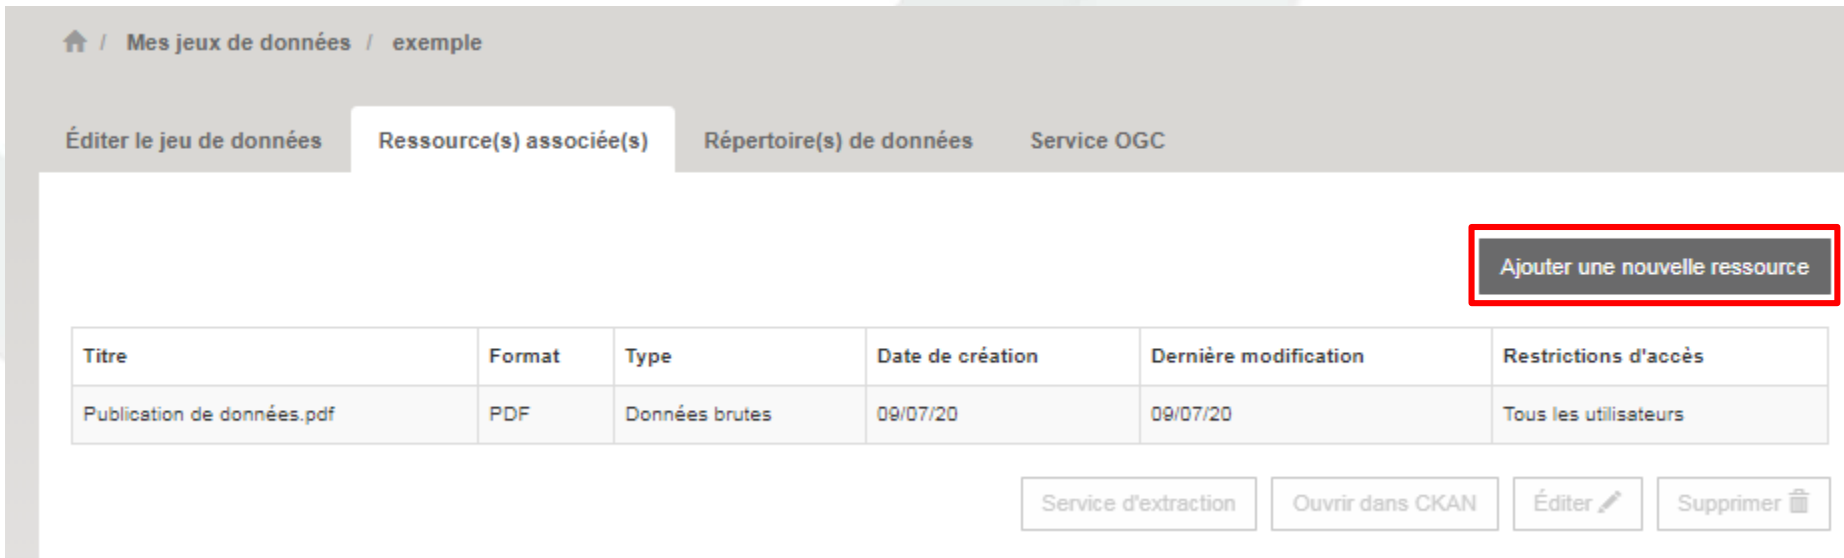 / Mes jeux de données / exemple
Éditer le jeu de données Ressource(s) associée(s) Répertoire(s) de données Service OGC
Ajouter une nouvelle ressource
Titre Format Type Date de création Dernière modification Restrictions d'accès
Publication de données.pdf PDF Données brutes 09/07/20 09/07/20 Tous les utilisateurs
Service d'extraction Ouvrir dans CKAN Éditer Supprimer